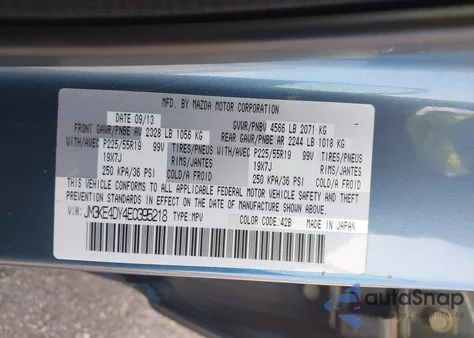 MFD. BY MAZDA MOTOR CORPORATION
DATE 09/13 GVWR/PNBV 4566 LB 2071 KG
FRONT GAWR/PNBE AV 2328 LB 1056 KG REAR GAWR/PNBE AR 2244 LB 1018 KG
WITH/AVEC P225/55R19 99V TIRES/PNEUS WITH/AVEC P225/55R19 99V TIRES/PNEUS
19X7J RIMS/JANTES 19X7J RIMS/JANTES
250 KPA/36 PSI COLD/FROID 250 KPA/36 PSI COLD/FROID
THIS VEHICLE CONFORMS TO ALL APPLICABLE FEDERAL MOTOR VEHICLE SAFETY, BUMPER, AND
THEFT PREVENTION STANDARDS IN EFFECT ON THE DATE OF MANUFACTURE SHOWN ABOVE.
V.I.N: JM3KE4DY4E0395218 TYPE:MPV COLOR CODE:42B MADE IN JAPAN
autoSnap